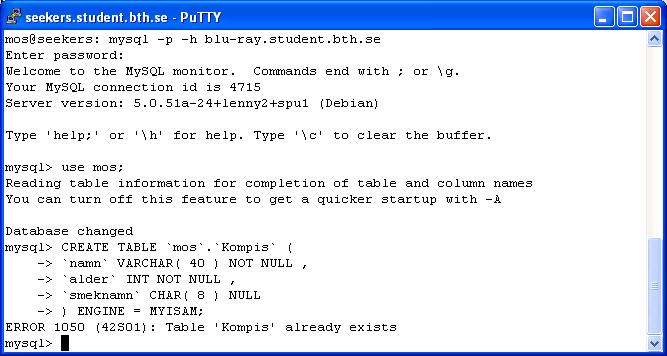 seekers.student.bth.se - PuTTY
mos@seekers: mysql -p -h blu-ray.student.bth.se
Enter password:
Welcome to the MySQL monitor.  Commands end with ; or \g.
Your MySQL connection id is 4715
Server version: 5.0.51a-24+lenny2+spu1 (Debian)

Type 'help;' or '\h' for help. Type '\c' to clear the buffer.

mysql> use mos;
Reading table information for completion of table and column names
You can turn off this feature to get a quicker startup with -A

Database changed
mysql> CREATE TABLE `mos`.`Kompis` (
    -> `namn` VARCHAR( 40 ) NOT NULL ,
    -> `alder` INT NOT NULL ,
    -> `smeknamn` CHAR( 8 ) NULL
    -> ) ENGINE = MYISAM;
ERROR 1050 (42S01): Table 'Kompis' already exists
mysql>